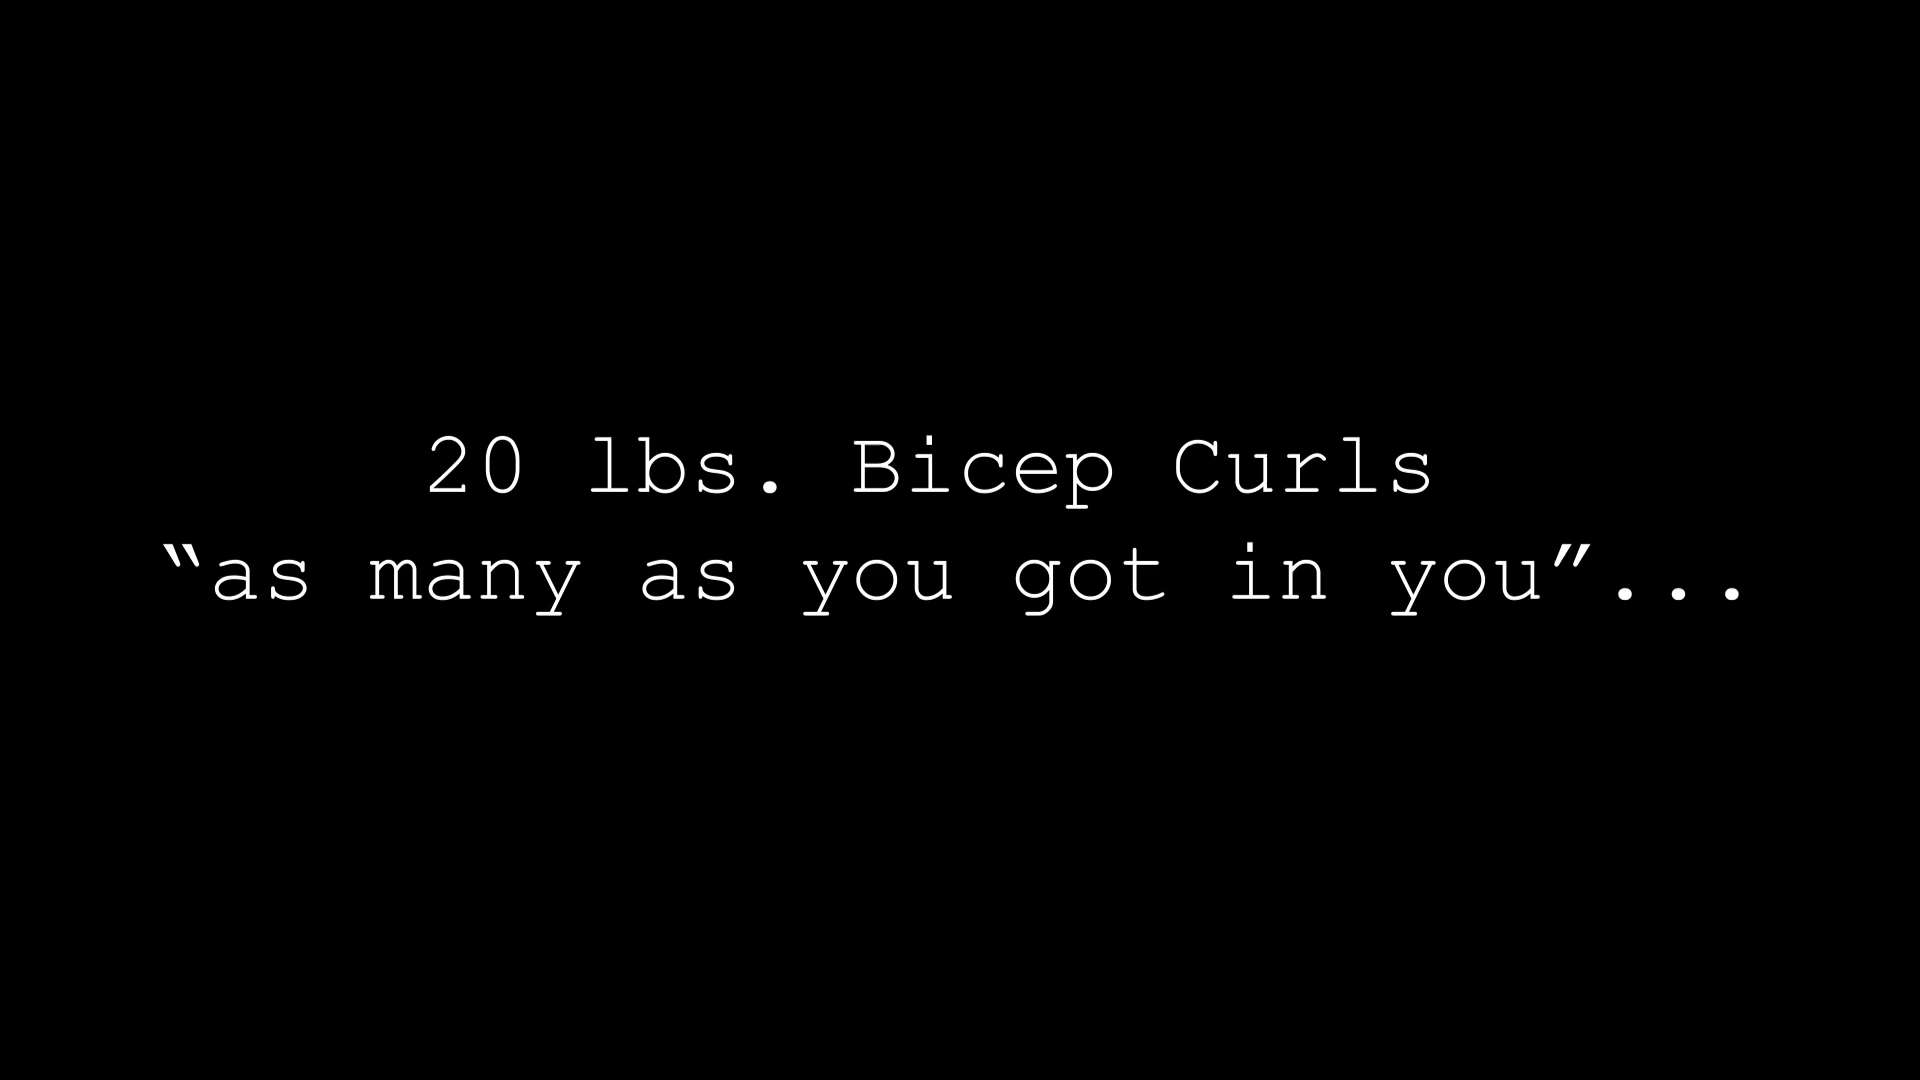 20 lbs. Bicep Curls
“as many as you got in you”...